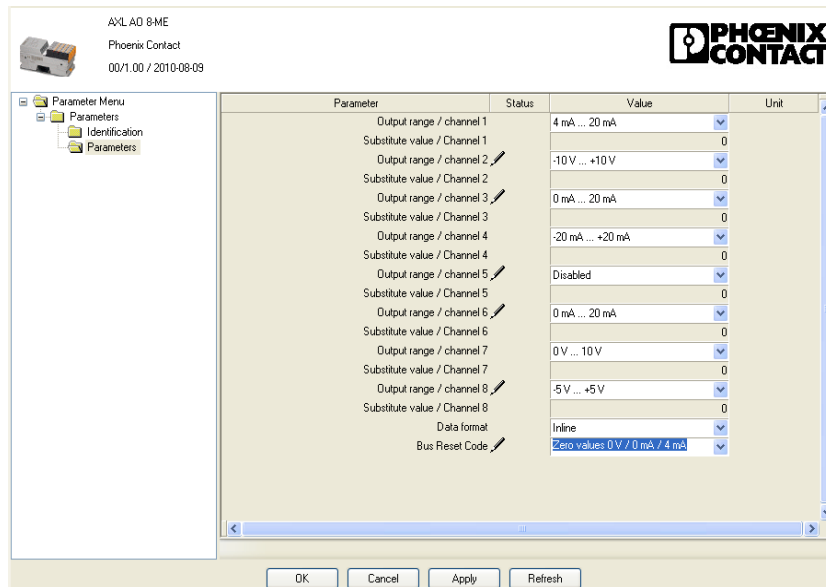 AXL AO 8-ME
Phoenix Contact
00/1.00 / 2010-08-09
PHŒNIX
CONTACT
Parameter Menu
Parameters
Identification
Parameters
Parameter Status Value Unit
Output range / channel 1 4 mA ... 20 mA
Substitute value / Channel 1 0
Output range / channel 2 -10 V ... +10 V
Substitute value / Channel 2 0
Output range / channel 3 0 mA ... 20 mA
Substitute value / Channel 3 0
Output range / channel 4 -20 mA ... +20 mA
Substitute value / Channel 4 0
Output range / channel 5 Disabled
Substitute value / Channel 5 0
Output range / channel 6 0 mA ... 20 mA
Substitute value / Channel 6 0
Output range / channel 7 0 V ... 10 V
Substitute value / Channel 7 0
Output range / channel 8 -5 V ... +5 V
Substitute value / Channel 8 0
Data format Inline
Bus Reset Code Zero values 0 V / 0 mA / 4 mA
OK Cancel Apply Refresh